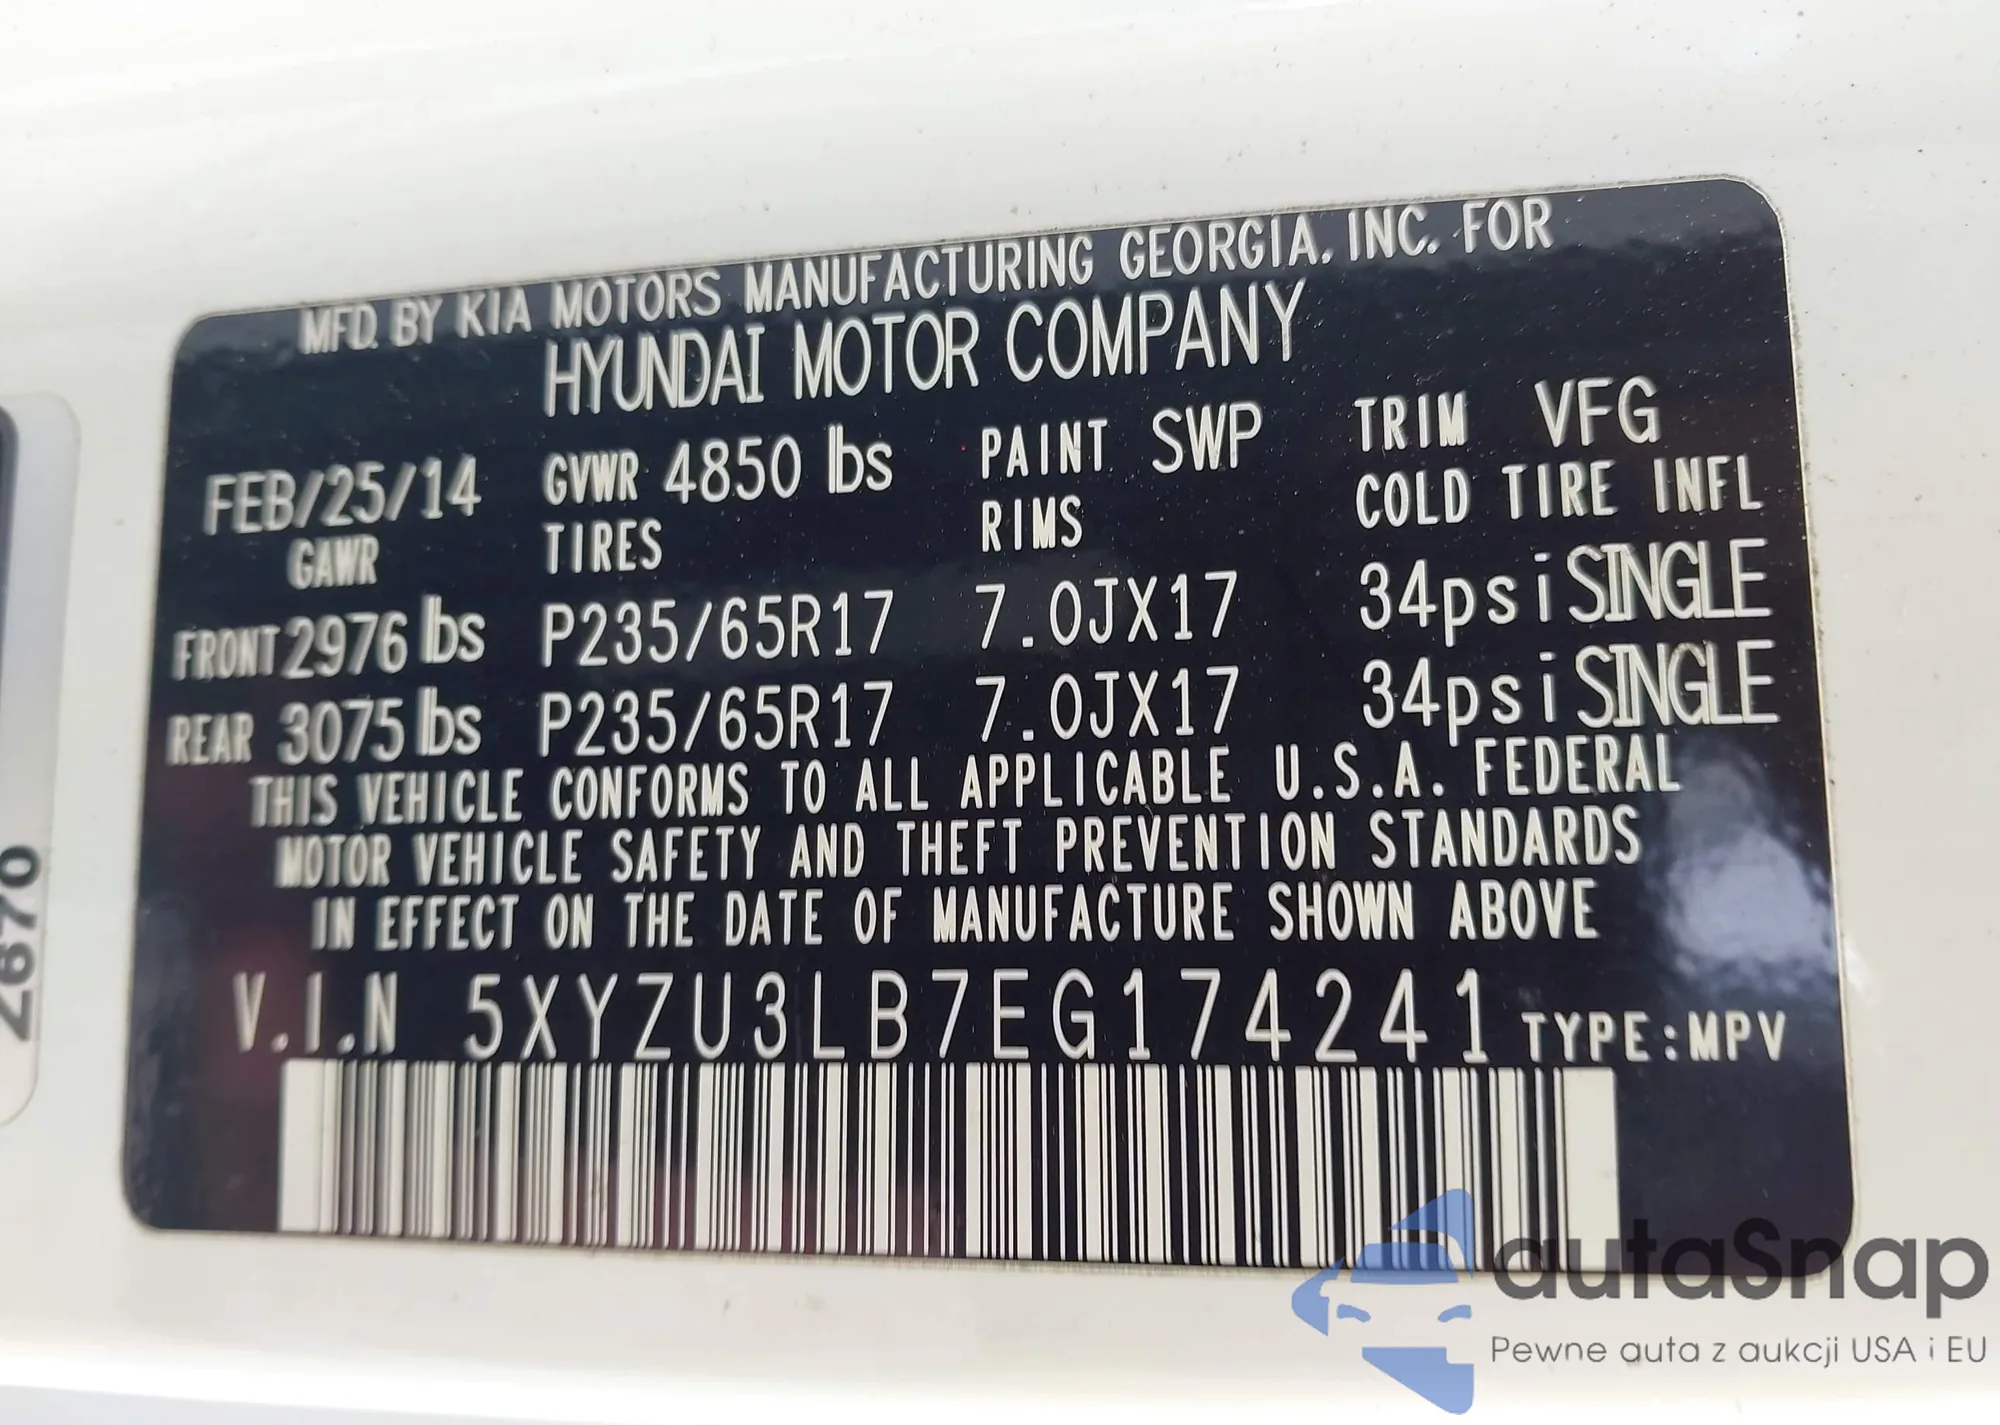 MFD. BY KIA MOTORS MANUFACTURING GEORGIA, INC. FOR
HYUNDAI MOTOR COMPANY
FEB/25/14 GVWR 4850 lbs PAINT SWP TRIM VFG
GAWR TIRES RIMS COLD TIRE INFL
FRONT 2976 lbs P235/65R17 7.0JX17 34psi SINGLE
REAR 3075 lbs P235/65R17 7.0JX17 34psi SINGLE
THIS VEHICLE CONFORMS TO ALL APPLICABLE U.S.A. FEDERAL
MOTOR VEHICLE SAFETY AND THEFT PREVENTION STANDARDS
IN EFFECT ON THE DATE OF MANUFACTURE SHOWN ABOVE
V.I.N 5XYZU3LB7EG174241 TYPE:MPV
2670
autaSnap
Pewne auta z aukcji USA i EU